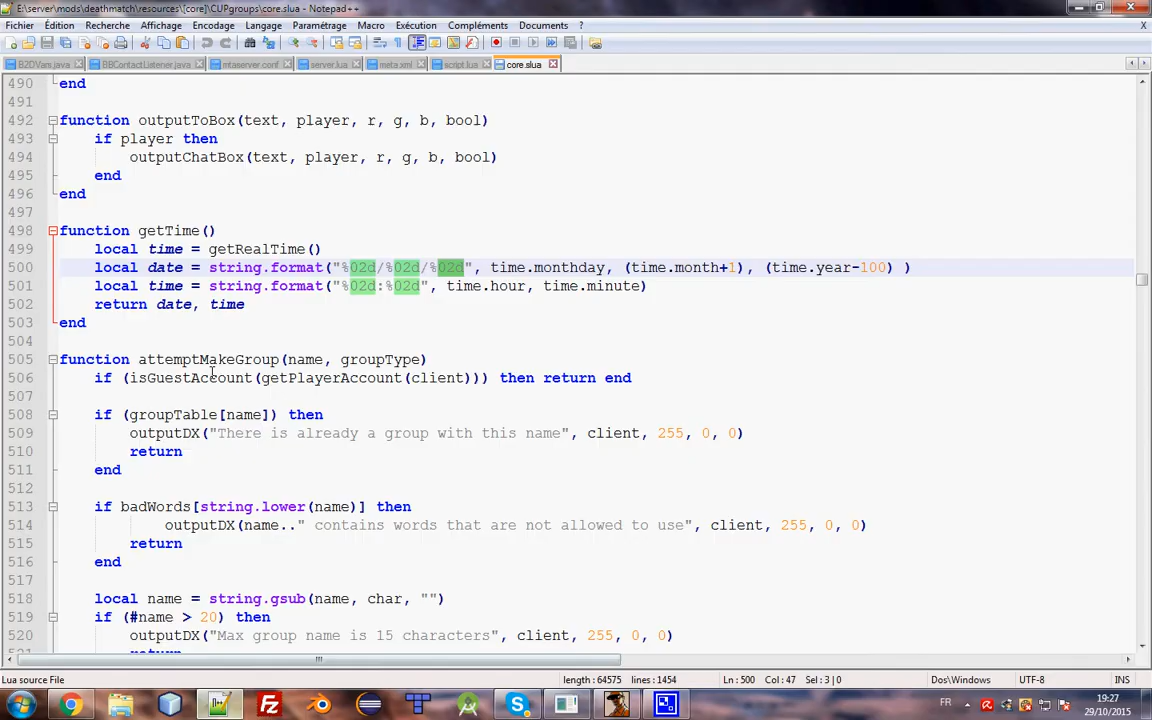 E:\server\mods\deathmatch\resources\[core]\CUPgroups\core.slua - Notepad++
Fichier Édition Recherche Affichage Encodage Langage Paramétrage Macro Exécution Compléments Documents ? X
B2DVars.java BBContactListener.java mtaserver.conf server.lua meta.xml script.lua core.slua
490 end
491
492 function outputToBox(text, player, r, g, b, bool)
493 if player then
494 outputChatBox(text, player, r, g, b, bool)
495 end
496 end
497
498 function getTime()
499 local time = getRealTime()
500 local date = string.format("%02d/%02d/%02d", time.monthday, (time.month+1), (time.year-100) )
501 local time = string.format("%02d:%02d", time.hour, time.minute)
502 return date, time
503 end
504
505 function attemptMakeGroup(name, groupType)
506 if (isGuestAccount(getPlayerAccount(client))) then return end
507
508 if (groupTable[name]) then
509 outputDX("There is already a group with this name", client, 255, 0, 0)
510 return
511 end
512
513 if badWords[string.lower(name)] then
514 outputDX(name.." contains words that are not allowed to use", client, 255, 0, 0)
515 return
516 end
517
518 local name = string.gsub(name, char, "")
519 if (#name > 20) then
520 outputDX("Max group name is 15 characters", client, 255, 0, 0)
Lua source File length : 64575 lines : 1454 Ln : 500 Col : 47 Sel : 3 | 0 Dos\Windows UTF-8 INS
FR 19:27
29/10/2015